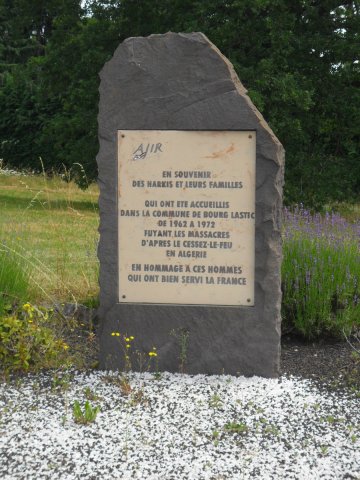 AJIR
EN SOUVENIR
DES HARKIS ET LEURS FAMILLES
QUI ONT ETE ACCUEILLIS
DANS LA COMMUNE DE BOURG LASTIC
DE 1962 A 1972
FUYANT LES MASSACRES
D'APRÈS LE CESSEZ-LE-FEU
EN ALGERIE
EN HOMMAGE A CES HOMMES
QUI ONT BIEN SERVI LA FRANCE